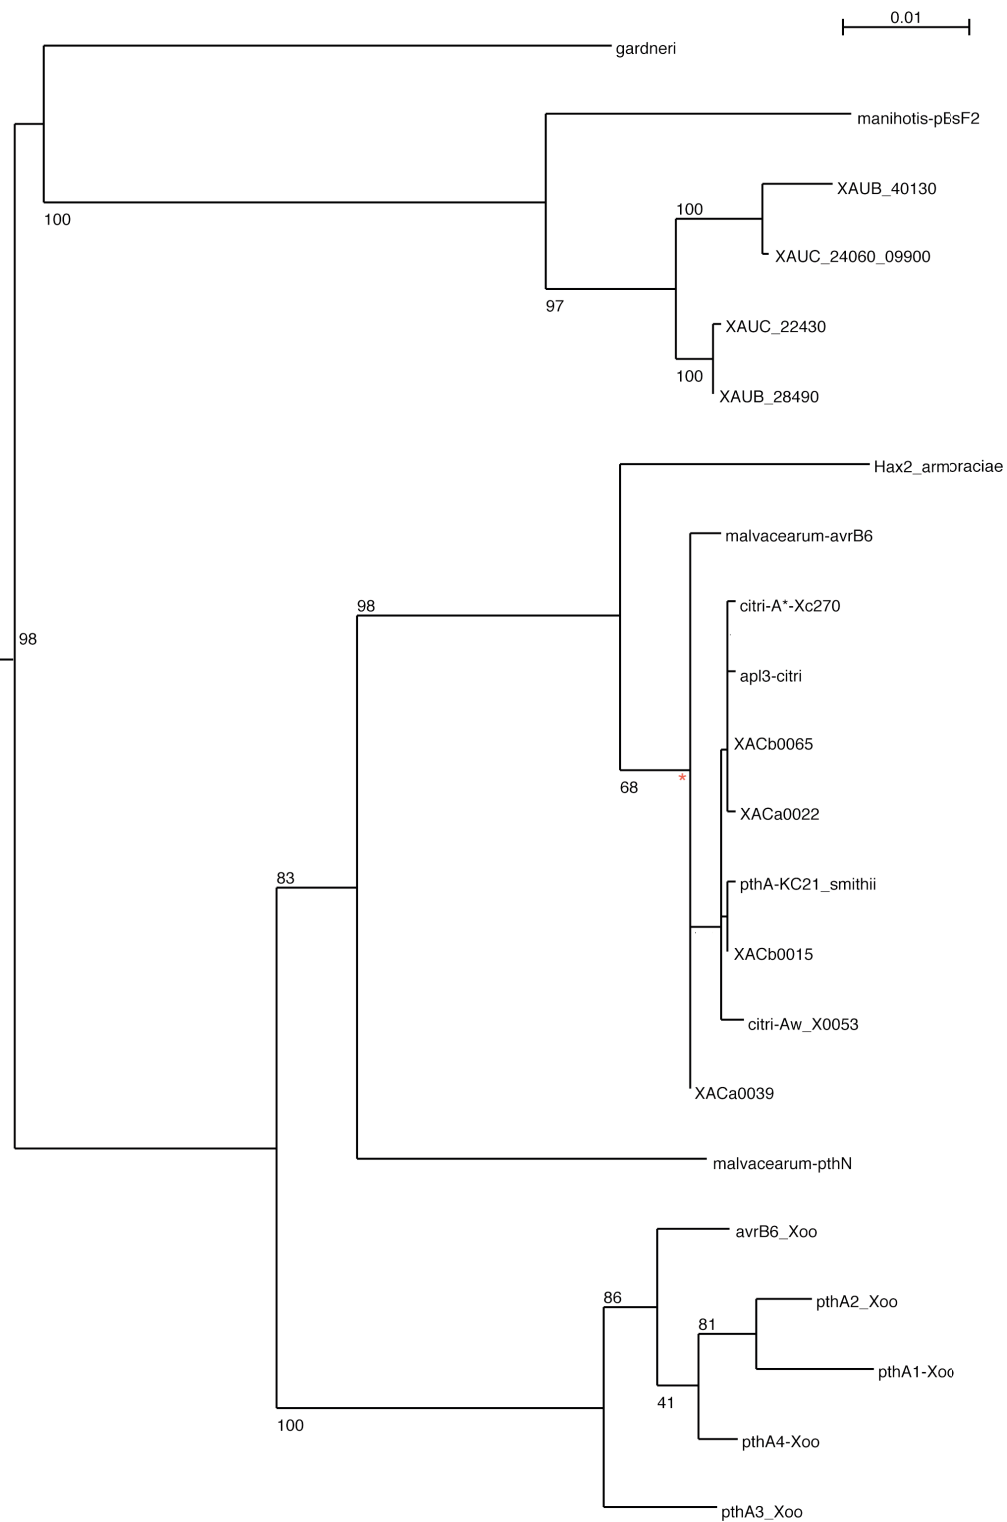 0.01
gardneri
manihotis-pBsF2
XAUB_40130
100
100
XAUC_24060_09900
97
XAUC_22430
100
XAUB_28490
Hax2_armoraciae
malvacearum-avrB6
98
citri-A*-Xc270
98
apl3-citri
XACb0065
*
68
XACa0022
83
pthA-KC21_smithii
XACb0015
citri-Aw_X0053
XACa0039
malvacearum-pthN
avrB6_Xoo
86
pthA2_Xoo
81
pthA1-Xoo
41
100
pthA4-Xoo
pthA3_Xoo